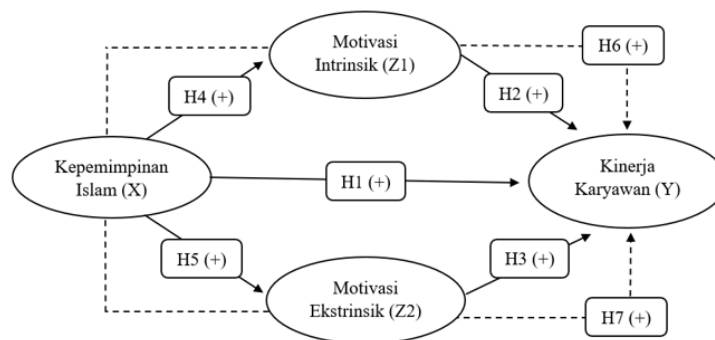 Motivasi
Intrinsik (Z1)
H6 (+)
H4 (+)
H2 (+)
Kepemimpinan
Islam (X)
H1 (+)
Kinerja
Karyawan (Y)
H5 (+)
H3 (+)
Motivasi
Ekstrinsik (Z2)
H7 (+)